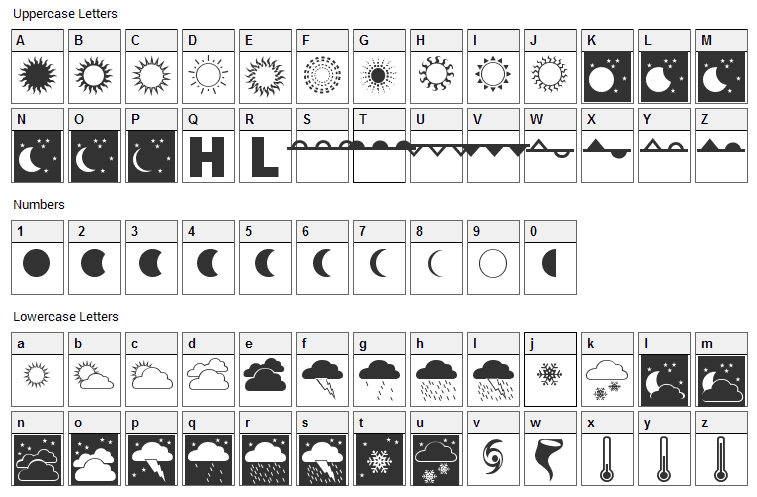 Uppercase Letters
A B C D E F G H I J K L M
N O P Q R S T U V W X Y Z
H L
Numbers
1 2 3 4 5 6 7 8 9 0
Lowercase Letters
a b c d e f g h I j k l m
n o p q r s t u v w x y z